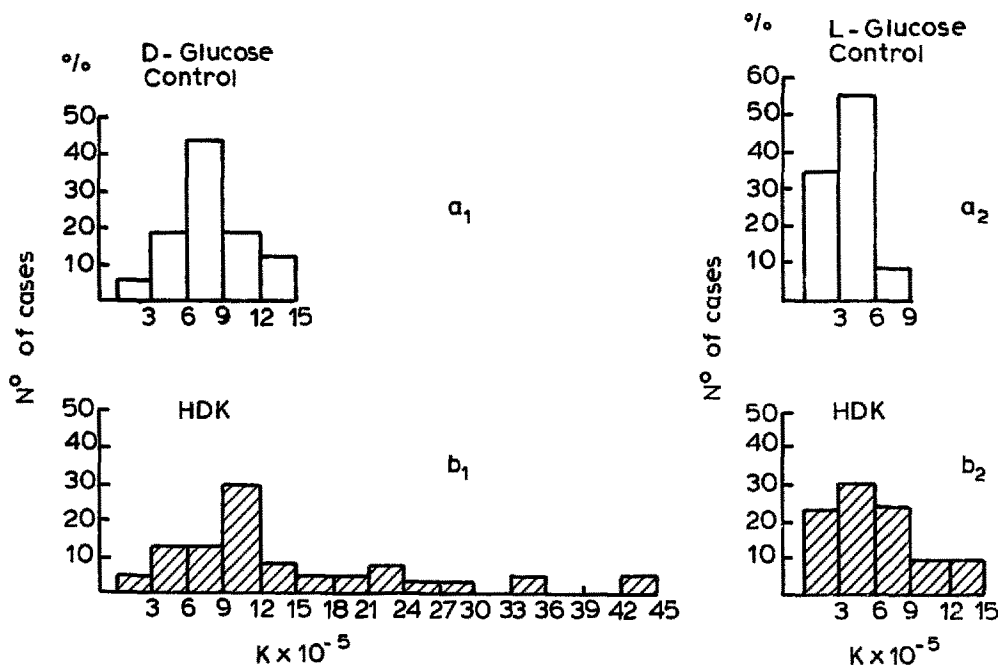 D-Glucose
Control
%
50
40
30
20
10
3 6 9 12 15
a₁
L-Glucose
Control
%
60
50
40
30
20
10
3 6 9
a₂
Nº of cases
Nº of cases
HDK
50
40
30
20
10
b₁
3 6 9 12 15 18 21 24 27 30 33 36 39 42 45
K x 10⁻⁵
HDK
50
40
30
20
10
b₂
3 6 9 12 15
K x 10⁻⁵